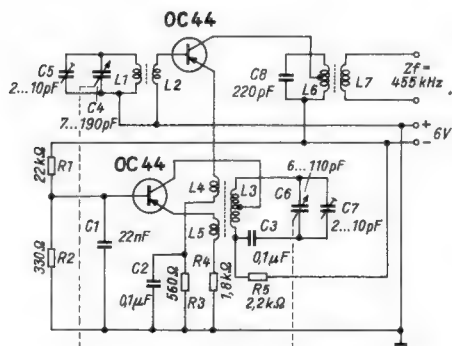 OC44
C5
2...10pF
L1
C4
7...190pF
L2
C8
220pF
L6
L7
Zf =
455kHz
+
6V
−
22kΩ
R1
OC44
L4
L3
6...110pF
C6
C7
2...10pF
C1
22nF
L5
C3
0,1µF
330Ω
R2
C2
0,1µF
560Ω
R3
R4
1,8kΩ
R5
2,2kΩ